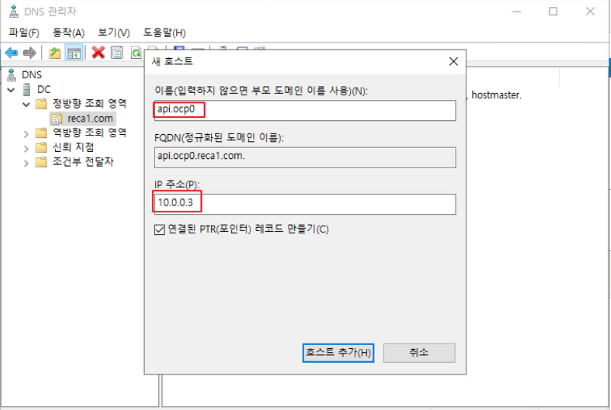 DNS 관리자
파일(F) 동작(A) 보기(V) 도움말(H)
DNS
DC
정방향 조회 영역
reca1.com
역방향 조회 영역
신뢰 지점
조건부 전달자
, hostmaster.
새 호스트
이름(입력하지 않으면 부모 도메인 이름 사용)(N):
api.ocp0
FQDN(정규화된 도메인 이름):
api.ocp0.reca1.com.
IP 주소(P):
10.0.0.3
연결된 PTR(포인터) 레코드 만들기(C)
호스트 추가(H) 취소